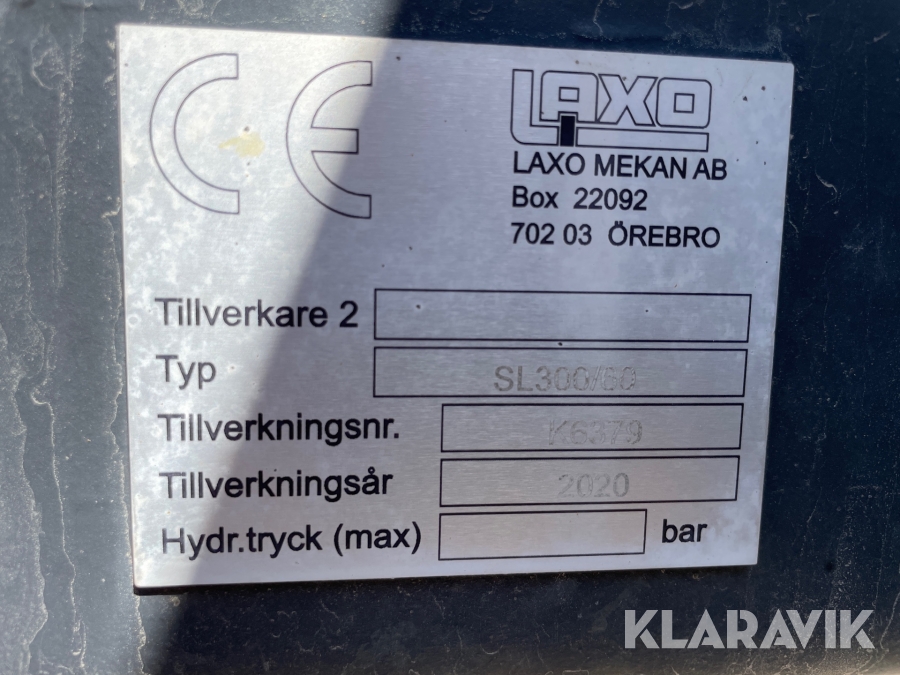 CE
LAXO
LAXO MEKAN AB
Box 22092
702 03 ÖREBRO
Tillverkare 2
Typ SL300/60
Tillverkningsnr. K6379
Tillverkningsår 2020
Hydr.tryck (max) bar
KLARAVIK